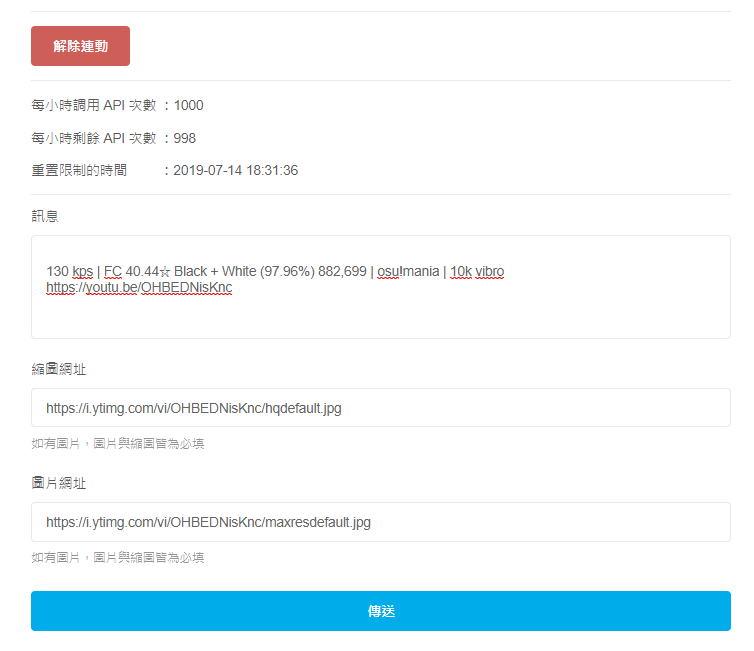 解除連動
每小時調用 API 次數 ：1000
每小時剩餘 API 次數 ：998
重置限制的時間 ：2019-07-14 18:31:36
訊息
130 kps | FC 40.44☆ Black + White (97.96%) 882,699 | osu!mania | 10k vibro
https://youtu.be/OHBEDNisKnc
縮圖網址
https://i.ytimg.com/vi/OHBEDNisKnc/hqdefault.jpg
如有圖片，圖片與縮圖皆為必填
圖片網址
https://i.ytimg.com/vi/OHBEDNisKnc/maxresdefault.jpg
如有圖片，圖片與縮圖皆為必填
傳送